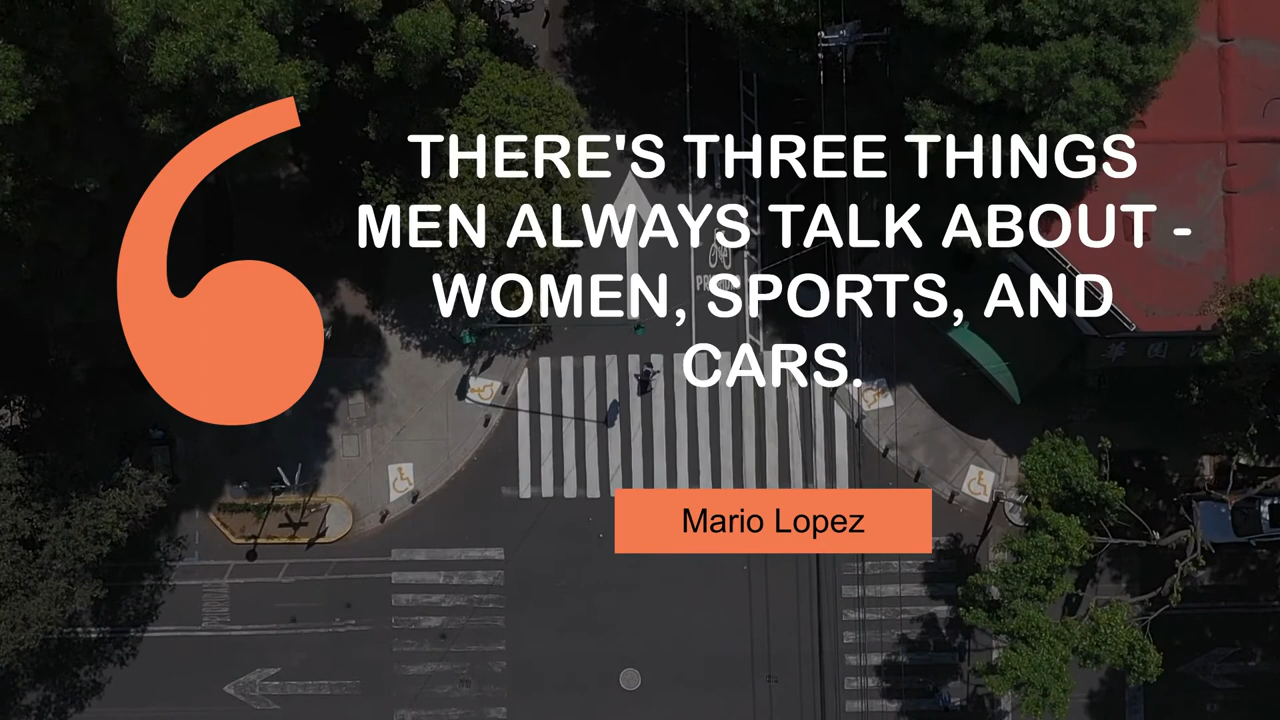 THERE'S THREE THINGS
MEN ALWAYS TALK ABOUT -
WOMEN, SPORTS, AND
CARS.
Mario Lopez